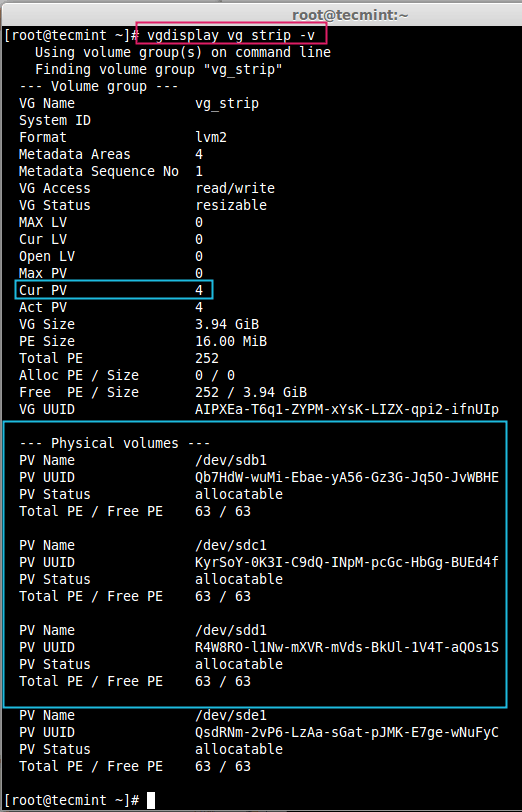 root@tecmint:~
[root@tecmint ~]# vgdisplay vg_strip -v
Using volume group(s) on command line
Finding volume group "vg_strip"
--- Volume group ---
VG Name vg_strip
System ID
Format lvm2
Metadata Areas 4
Metadata Sequence No 1
VG Access read/write
VG Status resizable
MAX LV 0
Cur LV 0
Open LV 0
Max PV 0
Cur PV 4
Act PV 4
VG Size 3.94 GiB
PE Size 16.00 MiB
Total PE 252
Alloc PE / Size 0 / 0
Free PE / Size 252 / 3.94 GiB
VG UUID AIPXEa-T6q1-ZYPM-xYsK-LIZX-qpi2-ifnUIp
--- Physical volumes ---
PV Name /dev/sdb1
PV UUID Qb7HdW-wuMi-Ebae-yA56-Gz3G-Jq5O-JvWBHE
PV Status allocatable
Total PE / Free PE 63 / 63
PV Name /dev/sdc1
PV UUID KyrSoY-0K3I-C9dQ-INpM-pcGc-HbGg-BUEd4f
PV Status allocatable
Total PE / Free PE 63 / 63
PV Name /dev/sdd1
PV UUID R4W8RO-l1Nw-mXVR-mVds-BkUl-1V4T-aQOs1S
PV Status allocatable
Total PE / Free PE 63 / 63
PV Name /dev/sde1
PV UUID QsdRNm-2vP6-LzAa-sGat-pJMK-E7ge-wNuFyC
PV Status allocatable
Total PE / Free PE 63 / 63
[root@tecmint ~]#